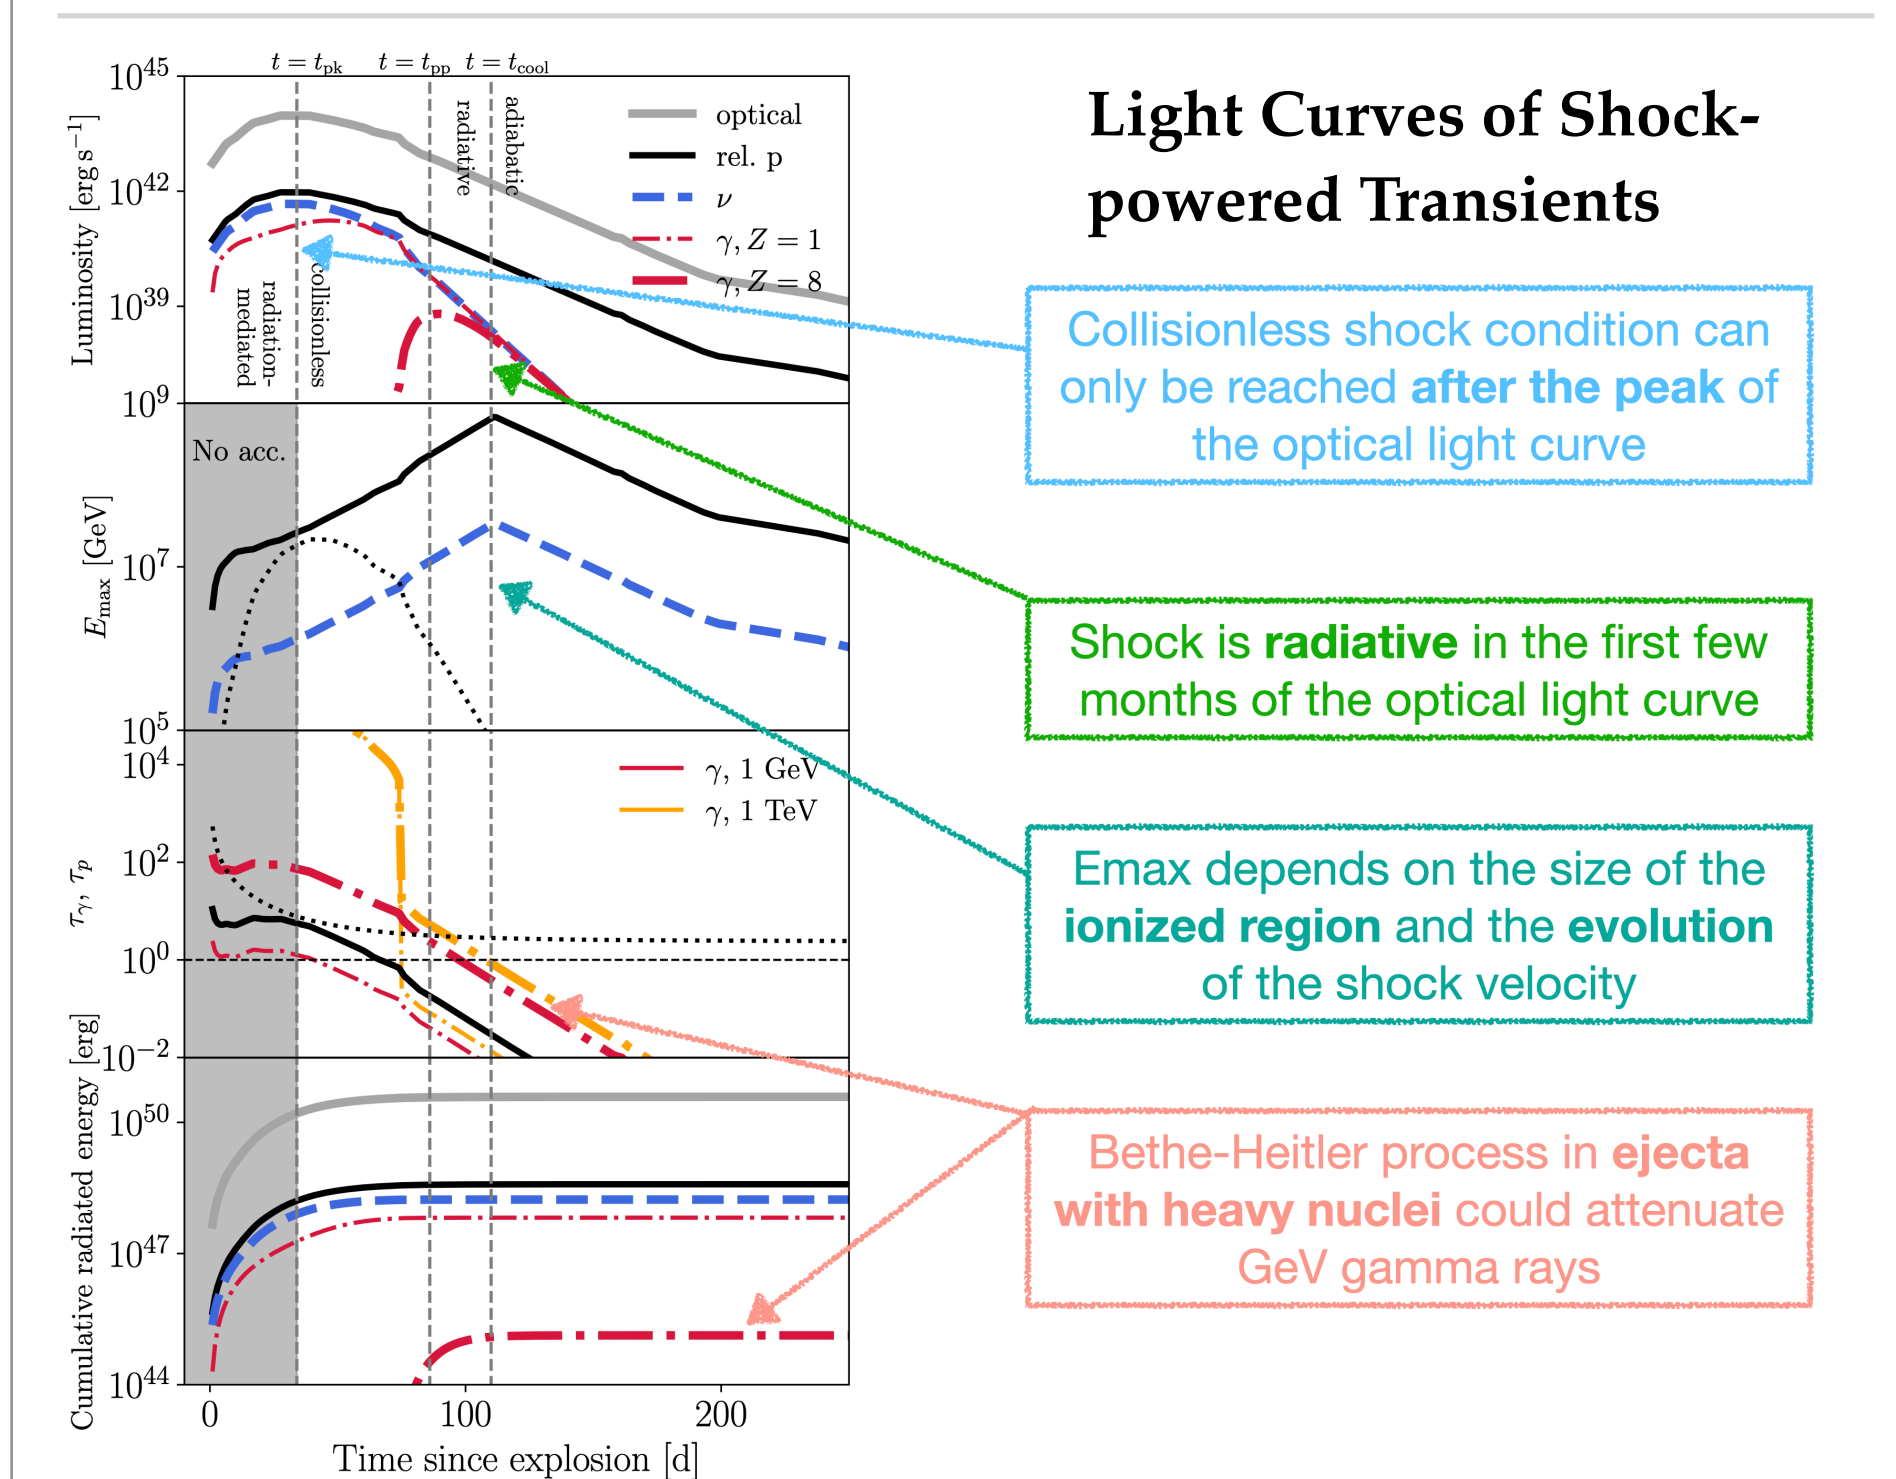 Light Curves of Shock-
powered Transients
t = t_pk
t = t_pp
t = t_cool
10^45
10^42
10^39
Luminosity [erg s^−1]
optical
rel. p
ν
γ, Z = 1
γ, Z = 8
radiative
adiabatic
radiation-
mediated
collisionless
10^9
10^7
10^5
E_max [GeV]
No acc.
10^4
10^2
10^0
10^−2
τ_γ, τ_p
γ, 1 GeV
γ, 1 TeV
10^50
10^47
10^44
Cumulative radiated energy [erg]
0
100
200
Time since explosion [d]
Collisionless shock condition can
only be reached after the peak of
the optical light curve
Shock is radiative in the first few
months of the optical light curve
Emax depends on the size of the
ionized region and the evolution
of the shock velocity
Bethe-Heitler process in ejecta
with heavy nuclei could attenuate
GeV gamma rays